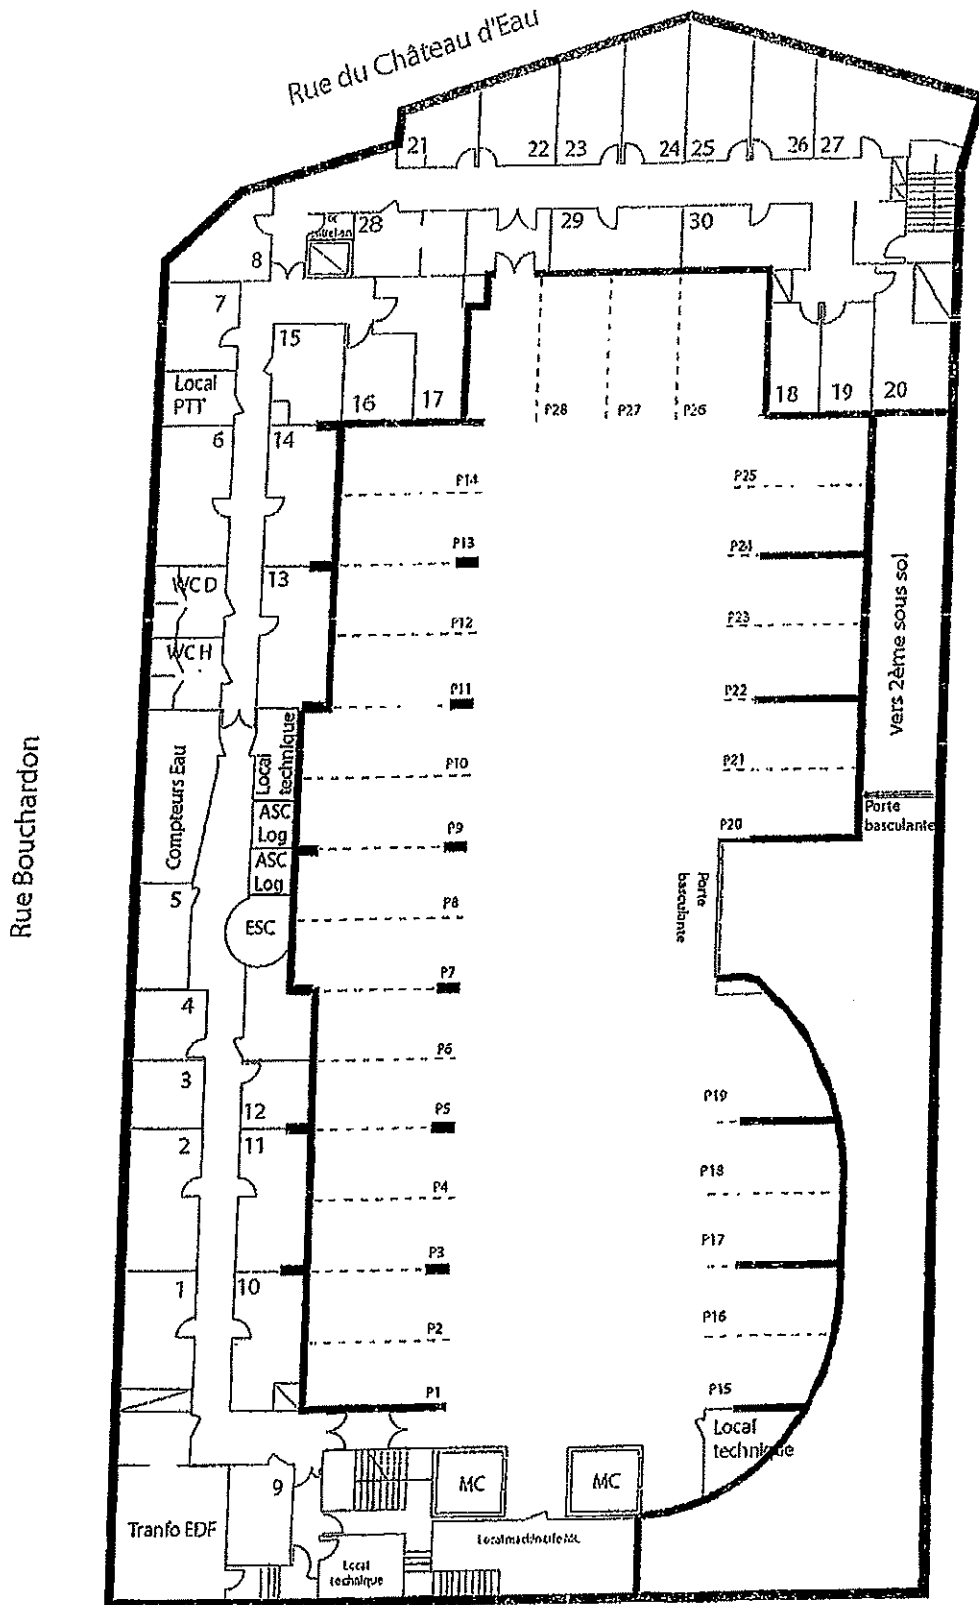 Rue du Château d'Eau
21
22
23
24
25
26
27
28
29
30
8
7
15
Local
PTT
16
17
18
19
20
P28
P27
P26
6
14
P14
P25
P13
P24
WC D
13
P12
P23
WC H
P11
P22
vers 2ème sous sol
Rue Bouchardon
Compteurs Eau
Local
technique
P10
P21
ASC
Log
P9
P20
Porte
basculante
ASC
Log
5
P8
Porte
basculante
ESC
P7
4
P6
3
12
P5
P19
2
11
P4
P18
P3
P17
1
10
P2
P16
P1
P15
Local
technique
9
MC
MC
Tranfo EDF
Local
technique